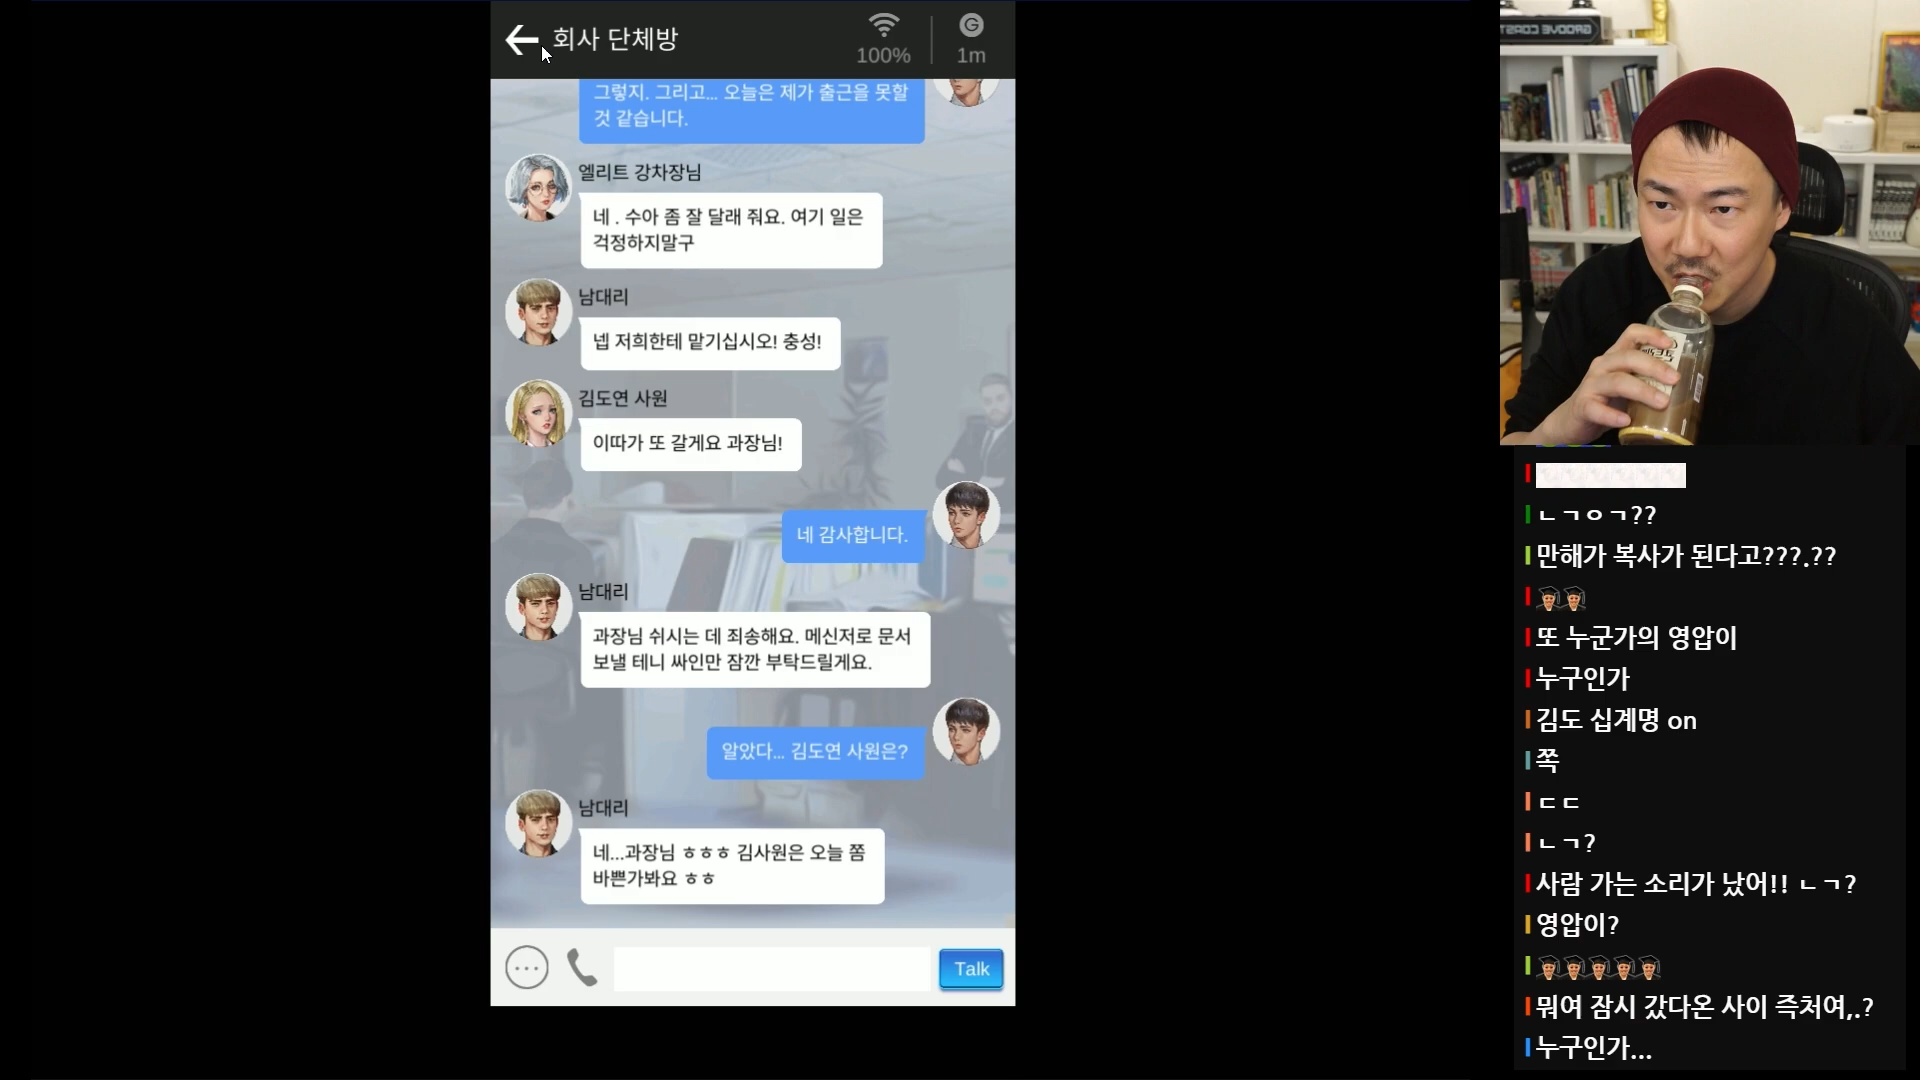 회사 단체방
100%
G
1m
그렇지. 그리고... 오늘은 제가 출근을 못할
것 같습니다.
엘리트 강차장님
네 . 수아 좀 잘 달래 줘요. 여기 일은
걱정하지말구
남대리
넵 저희한테 맡기십시오! 충성!
김도연 사원
이따가 또 갈게요 과장님!
네 감사합니다.
남대리
과장님 쉬시는 데 죄송해요. 메신저로 문서
보낼 테니 싸인만 잠깐 부탁드릴게요.
알았다... 김도연 사원은?
남대리
네...과장님 ㅎㅎㅎ 김사원은 오늘 쫌
바쁜가봐요 ㅎㅎ
Talk
GROOVE COAST
ㄴㄱㅇㄱ??
만해가 복사가 된다고???.??
또 누군가의 영압이
누구인가
김도 십계명 on
쪽
ㄷㄷ
ㄴㄱ?
사람 가는 소리가 났어!! ㄴㄱ?
영압이?
뭐여 잠시 갔다온 사이 즉처여,.?
누구인가...